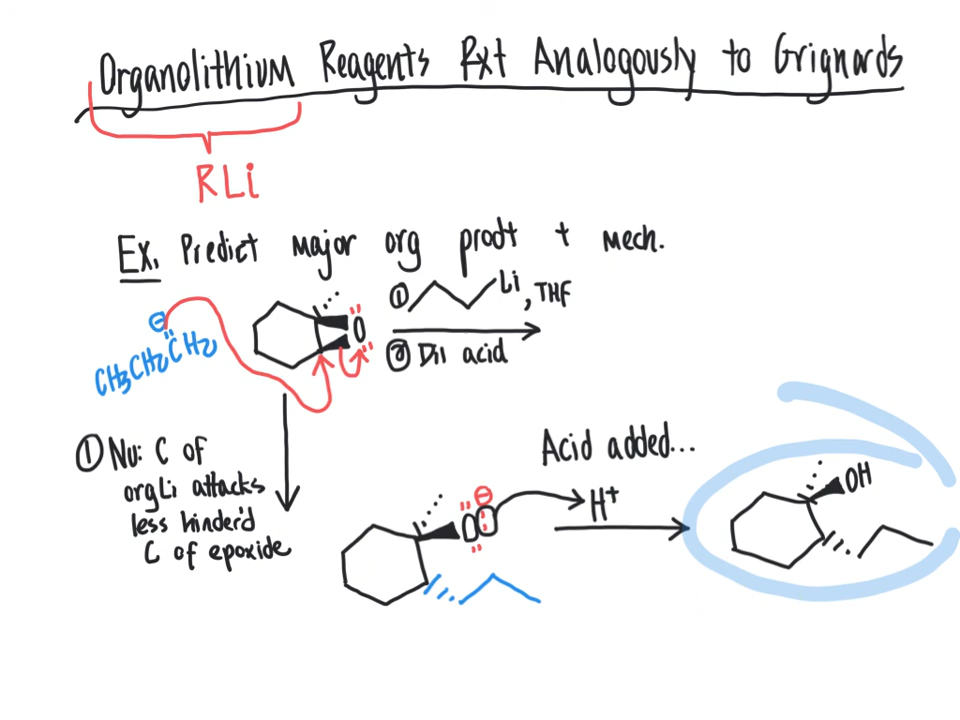 Organolithium Reagents Rxt Analogously to Grignards
RLi
Ex. Predict major org prodt + mech.
① Li, THF
② Dil acid
O
⊖
CH3CH2CH2
① Nu: C of
orgLi attacks
less hinder'd
C of epoxide
Acid added...
⊖
O
H+
OH